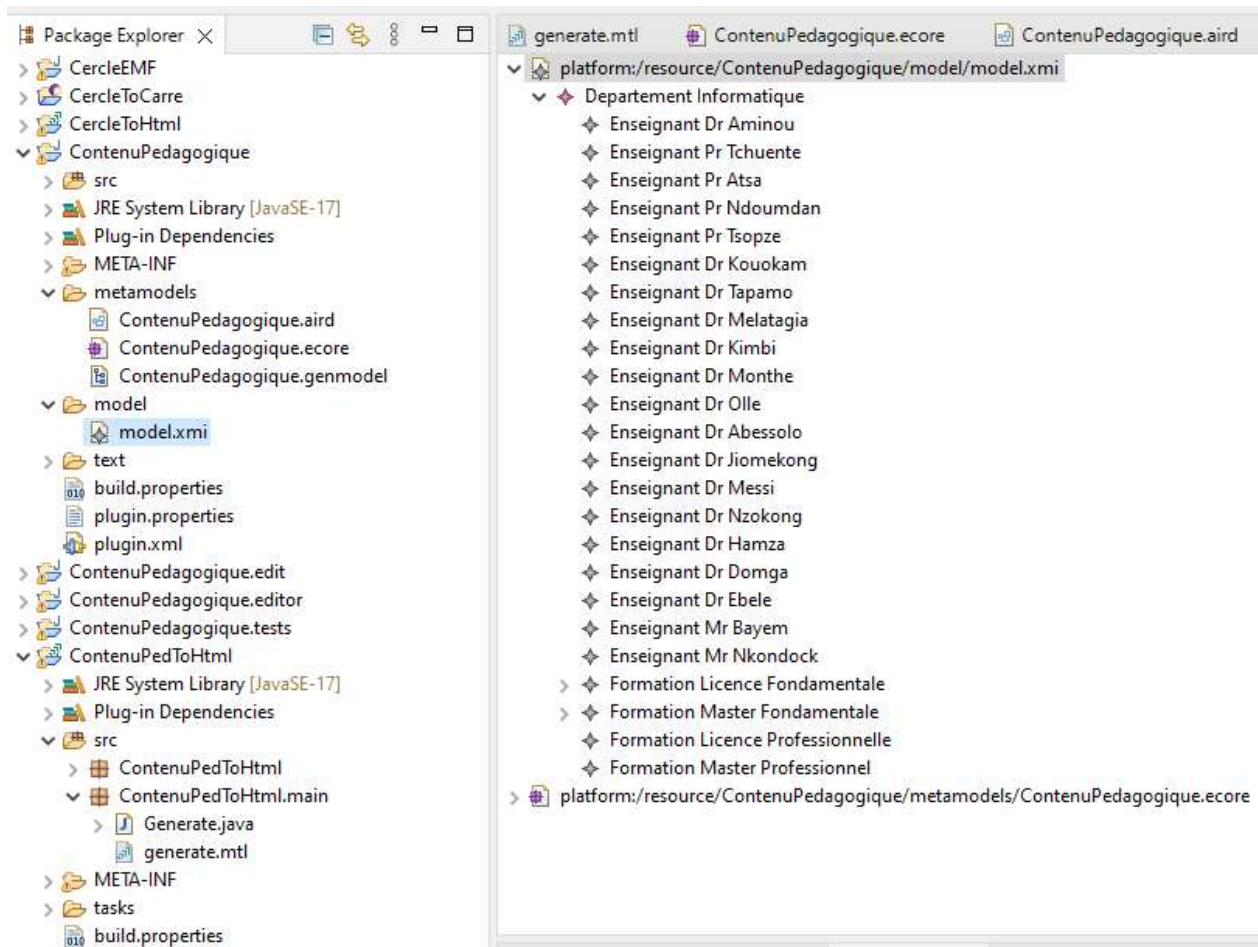 Package Explorer
CercleEMF
CercleToCarre
CercleToHtml
ContenuPedagogique
src
JRE System Library [JavaSE-17]
Plug-in Dependencies
META-INF
metamodels
ContenuPedagogique.aird
ContenuPedagogique.ecore
ContenuPedagogique.genmodel
model
model.xmi
text
build.properties
plugin.properties
plugin.xml
ContenuPedagogique.edit
ContenuPedagogique.editor
ContenuPedagogique.tests
ContenuPedToHtml
JRE System Library [JavaSE-17]
Plug-in Dependencies
src
ContenuPedToHtml
ContenuPedToHtml.main
Generate.java
generate.mtl
META-INF
tasks
build.properties
generate.mtl ContenuPedagogique.ecore ContenuPedagogique.aird
platform:/resource/ContenuPedagogique/model/model.xmi
Departement Informatique
Enseignant Dr Aminou
Enseignant Pr Tchuente
Enseignant Pr Atsa
Enseignant Pr Ndoumdan
Enseignant Pr Tsopze
Enseignant Dr Kouokam
Enseignant Dr Tapamo
Enseignant Dr Melatagia
Enseignant Dr Kimbi
Enseignant Dr Monthe
Enseignant Dr Olle
Enseignant Dr Abessolo
Enseignant Dr Jiomekong
Enseignant Dr Messi
Enseignant Dr Nzokong
Enseignant Dr Hamza
Enseignant Dr Domga
Enseignant Dr Ebele
Enseignant Mr Bayem
Enseignant Mr Nkondock
Formation Licence Fondamentale
Formation Master Fondamentale
Formation Licence Professionnelle
Formation Master Professionnel
platform:/resource/ContenuPedagogique/metamodels/ContenuPedagogique.ecore